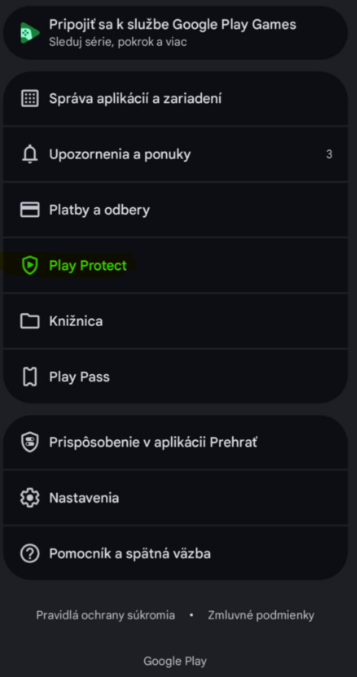 Pripojiť sa k službe Google Play Games
Sleduj série, pokrok a viac
Správa aplikácií a zariadení
Upozornenia a ponuky 3
Platby a odbery
Play Protect
Knižnica
Play Pass
Prispôsobenie v aplikácii Prehrať
Nastavenia
Pomocník a spätná väzba
Pravidlá ochrany súkromia • Zmluvné podmienky
Google Play